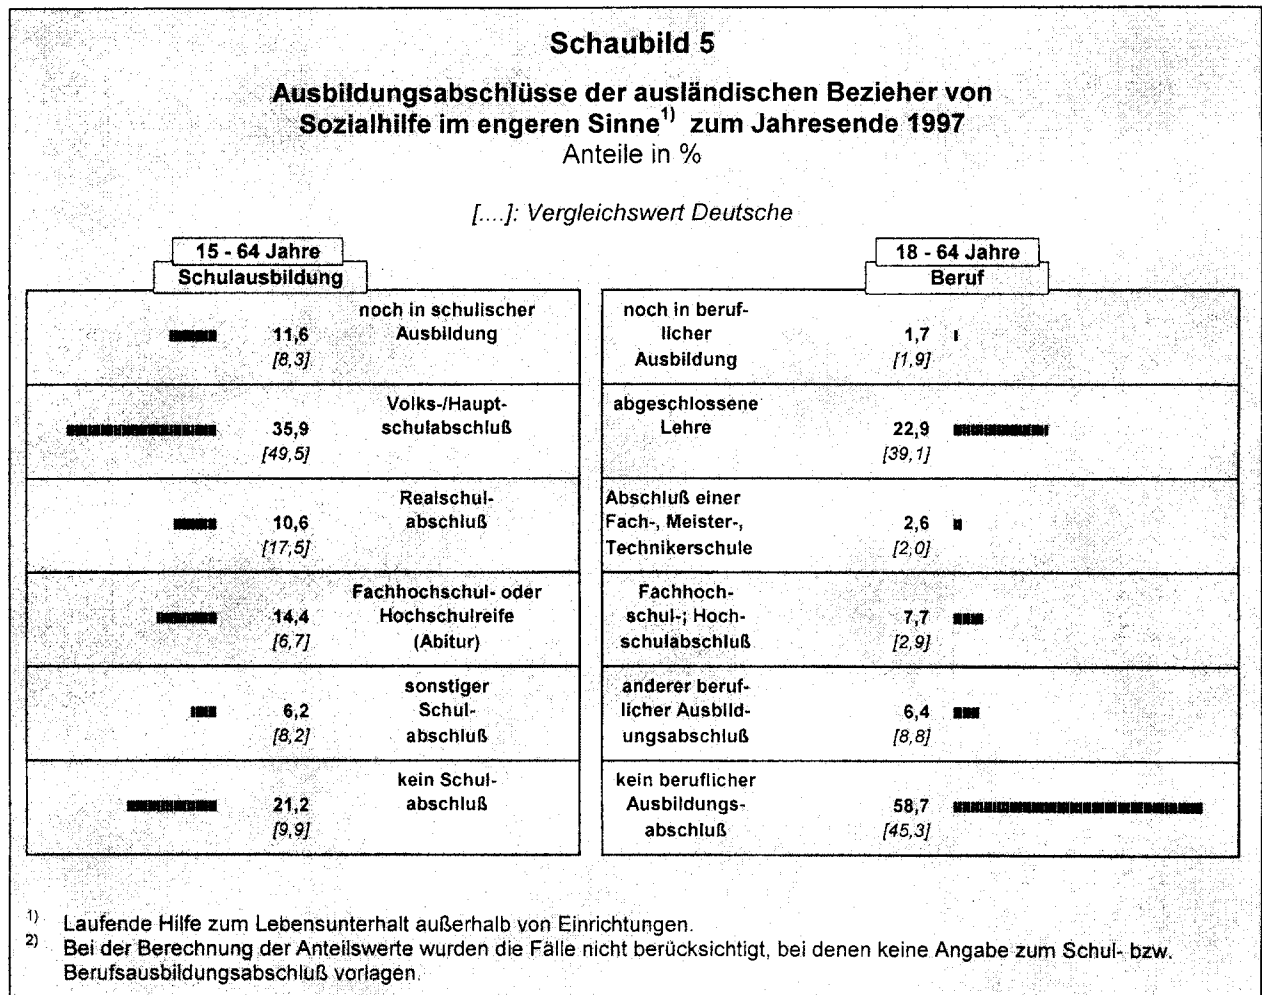 Schaubild 5
Ausbildungsabschlüsse der ausländischen Bezieher von
Sozialhilfe im engeren Sinne1) zum Jahresende 1997
Anteile in %
[....]: Vergleichswert Deutsche
15 - 64 Jahre
Schulausbildung
noch in schulischer
11,6 Ausbildung
[8,3]
Volks-/Haupt-
35,9 schulabschluß
[49,5]
Realschul-
10,6 abschluß
[17,5]
Fachhochschul- oder
14,4 Hochschulreife
[6,7] (Abitur)
sonstiger
6,2 Schul-
[8,2] abschluß
kein Schul-
21,2 abschluß
[9,9]
18 - 64 Jahre
Beruf
noch in beruf-
licher 1,7
Ausbildung [1,9]
abgeschlossene
Lehre 22,9
[39,1]
Abschluß einer
Fach-, Meister-, 2,6
Technikerschule [2,0]
Fachhoch-
schul-; Hoch- 7,7
schulabschluß [2,9]
anderer beruf-
licher Ausbild- 6,4
ungsabschluß [8,8]
kein beruflicher
Ausbildungs- 58,7
abschluß [45,3]
1) Laufende Hilfe zum Lebensunterhalt außerhalb von Einrichtungen.
2) Bei der Berechnung der Anteilswerte wurden die Fälle nicht berücksichtigt, bei denen keine Angabe zum Schul- bzw.
Berufsausbildungsabschluß vorlagen.